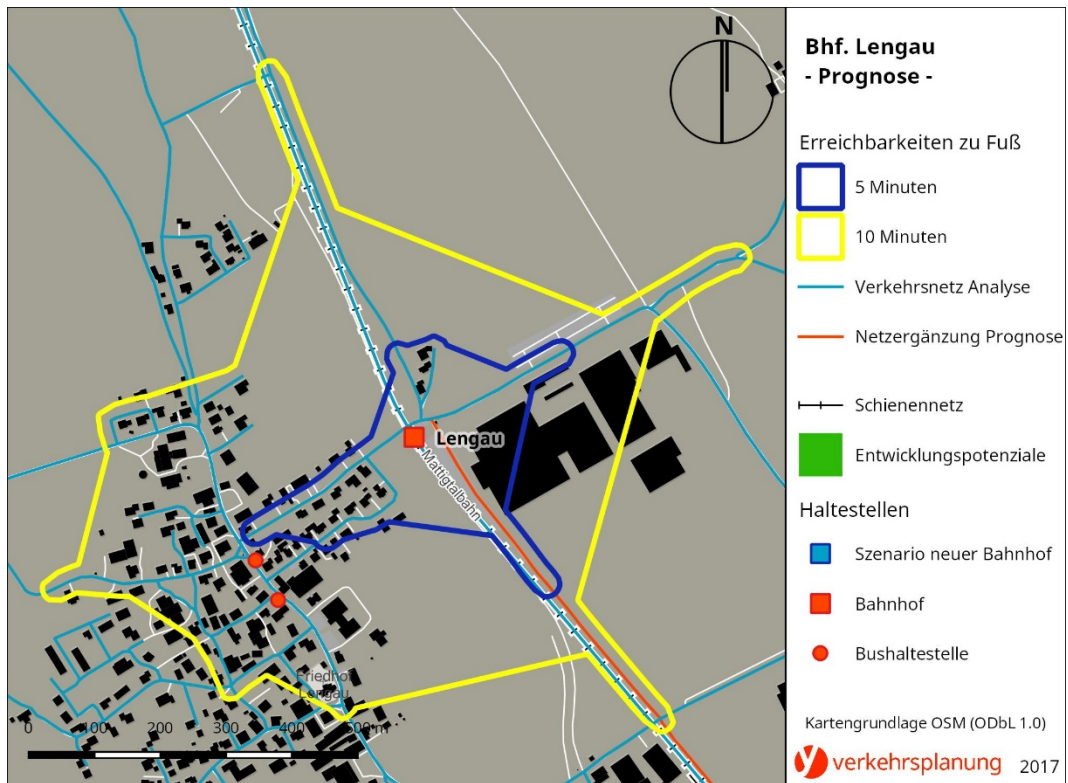 N
Lengau
Mattigtalbahn
Friedhof
Lengau
0 100 200 300 400 500 m
Bhf. Lengau
- Prognose -
Erreichbarkeiten zu Fuß
5 Minuten
10 Minuten
Verkehrsnetz Analyse
Netzergänzung Prognose
Schienennetz
Entwicklungspotenziale
Haltestellen
Szenario neuer Bahnhof
Bahnhof
Bushaltestelle
Kartengrundlage OSM (ODbL 1.0)
y verkehrsplanung 2017